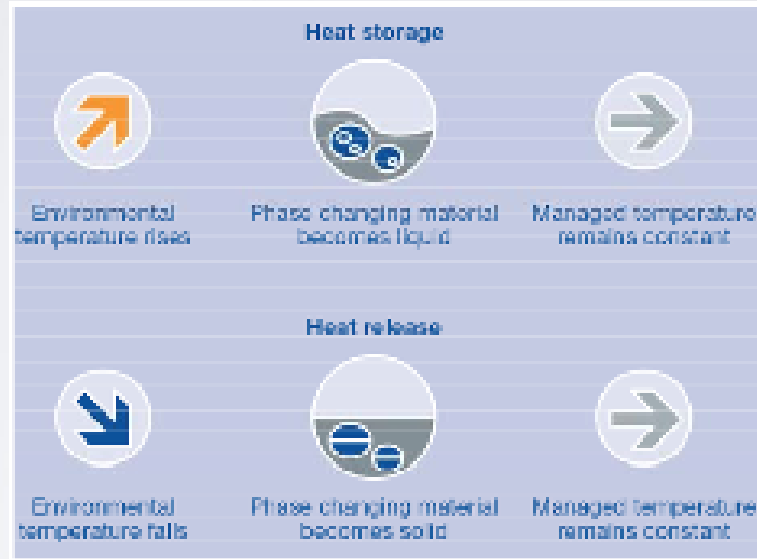 Heat storage
Environmental
temperature rises
Phase changing material
becomes liquid
Managed temperature
remains constant
Heat release
Environmental
temperature falls
Phase changing material
becomes solid
Managed temperature
remains constant